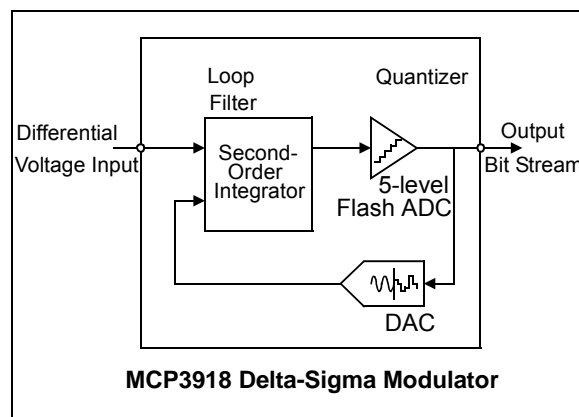 Loop
Filter
Quantizer
Differential
Voltage Input
Second-
Order
Integrator
5-level
Flash ADC
Output
Bit Stream
DAC
MCP3918 Delta-Sigma Modulator